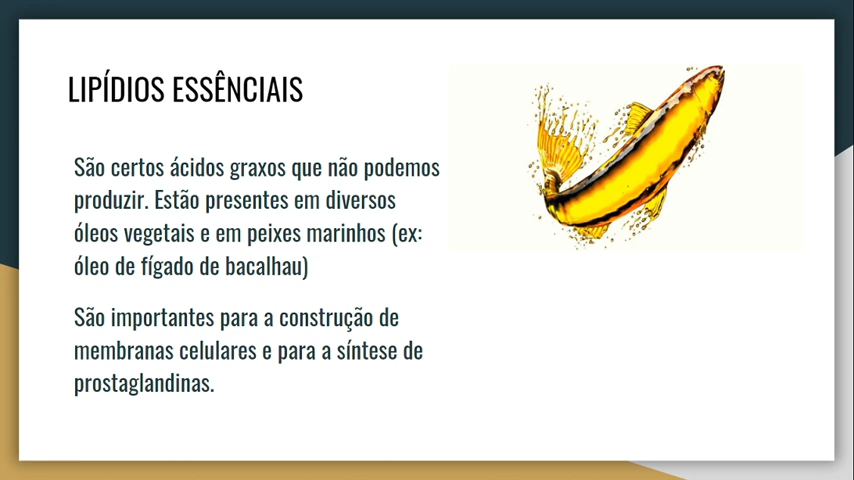 LIPÍDIOS ESSÊNCIAIS
São certos ácidos graxos que não podemos
produzir. Estão presentes em diversos
óleos vegetais e em peixes marinhos (ex:
óleo de fígado de bacalhau)
São importantes para a construção de
membranas celulares e para a síntese de
prostaglandinas.